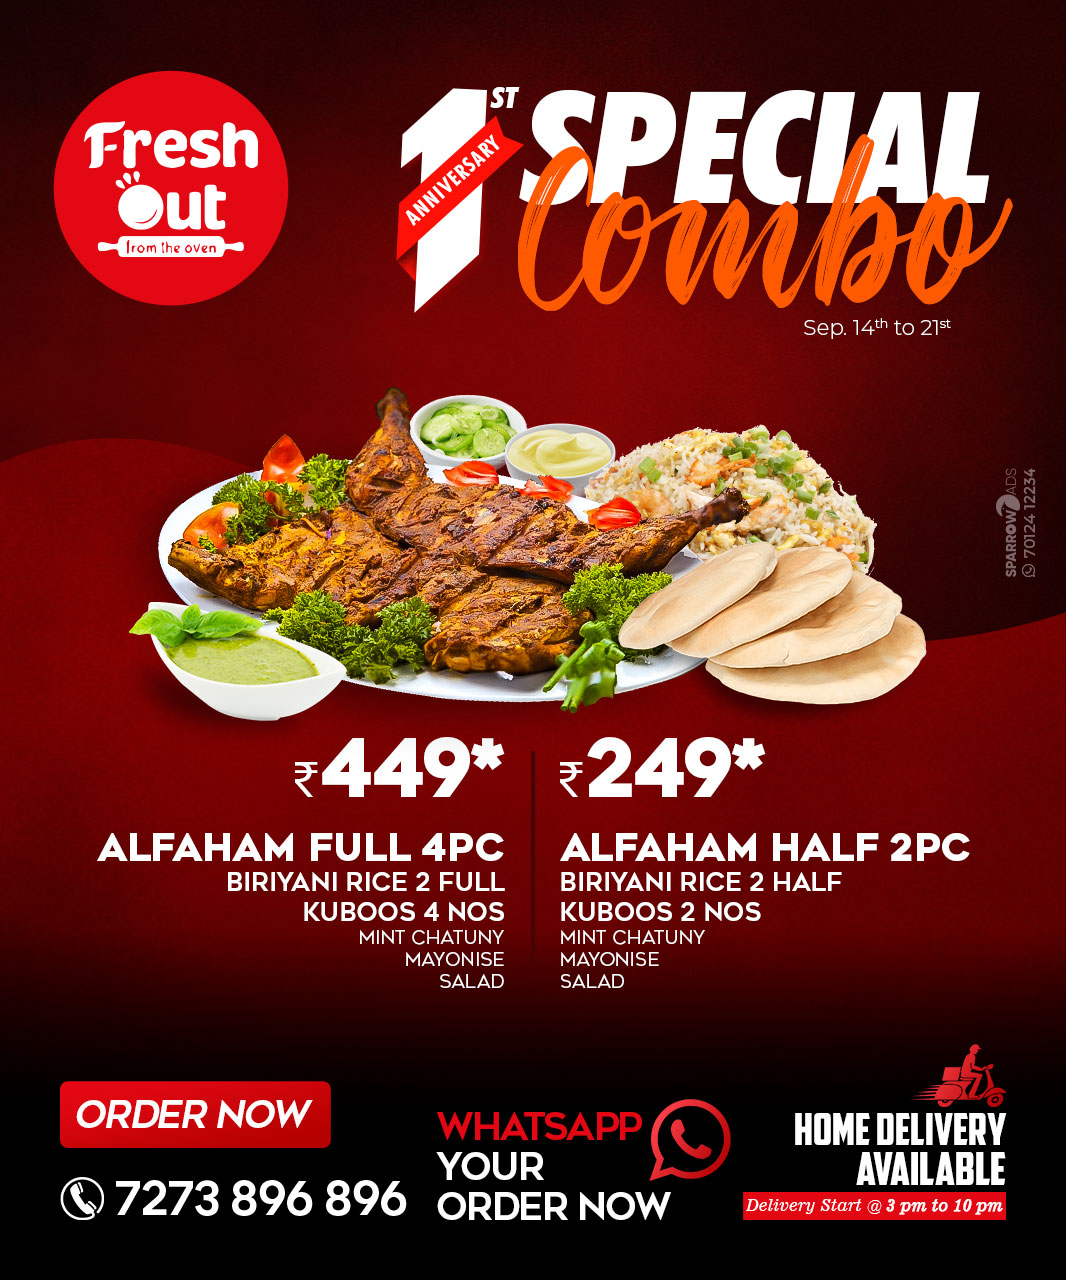 Fresh
Out
from the oven
1ST
ANNIVERSARY
SPECIAL
Combo
Sep. 14th to 21st
SPARROW ADS
70124 12234
₹449*
ALFAHAM FULL 4PC
BIRIYANI RICE 2 FULL
KUBOOS 4 NOS
MINT CHATUNY
MAYONISE
SALAD
₹249*
ALFAHAM HALF 2PC
BIRIYANI RICE 2 HALF
KUBOOS 2 NOS
MINT CHATUNY
MAYONISE
SALAD
ORDER NOW
7273 896 896
WHATSAPP
YOUR
ORDER NOW
HOME DELIVERY
AVAILABLE
Delivery Start @ 3 pm to 10 pm